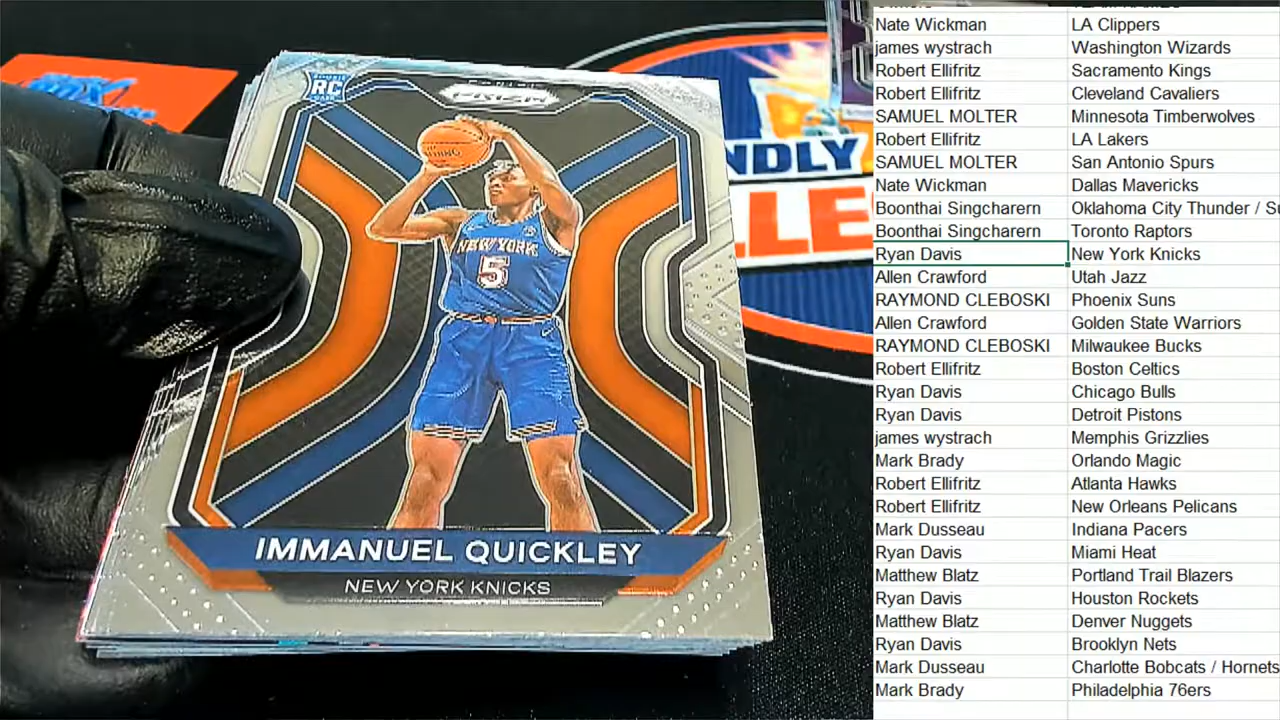 ROOKIE
RC
PRIZM
NEW YORK
5
IMMANUEL QUICKLEY
NEW YORK KNICKS
NDLY
LLE
Nate Wickman LA Clippers
james wystrach Washington Wizards
Robert Ellifritz Sacramento Kings
Robert Ellifritz Cleveland Cavaliers
SAMUEL MOLTER Minnesota Timberwolves
Robert Ellifritz LA Lakers
SAMUEL MOLTER San Antonio Spurs
Nate Wickman Dallas Mavericks
Boonthai Singcharern Oklahoma City Thunder / S
Boonthai Singcharern Toronto Raptors
Ryan Davis New York Knicks
Allen Crawford Utah Jazz
RAYMOND CLEBOSKI Phoenix Suns
Allen Crawford Golden State Warriors
RAYMOND CLEBOSKI Milwaukee Bucks
Robert Ellifritz Boston Celtics
Ryan Davis Chicago Bulls
Ryan Davis Detroit Pistons
james wystrach Memphis Grizzlies
Mark Brady Orlando Magic
Robert Ellifritz Atlanta Hawks
Robert Ellifritz New Orleans Pelicans
Mark Dusseau Indiana Pacers
Ryan Davis Miami Heat
Matthew Blatz Portland Trail Blazers
Ryan Davis Houston Rockets
Matthew Blatz Denver Nuggets
Ryan Davis Brooklyn Nets
Mark Dusseau Charlotte Bobcats / Hornets
Mark Brady Philadelphia 76ers